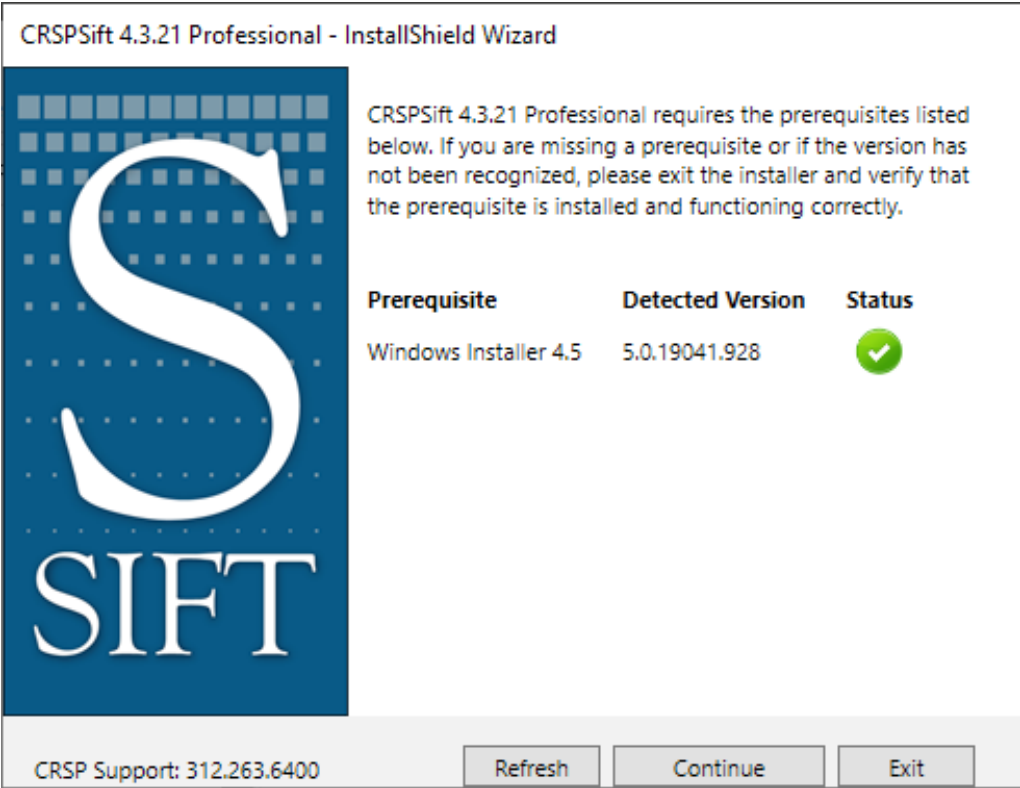 CRSPSift 4.3.21 Professional - InstallShield Wizard
CRSPSift 4.3.21 Professional requires the prerequisites listed
below. If you are missing a prerequisite or if the version has
not been recognized, please exit the installer and verify that
the prerequisite is installed and functioning correctly.
Prerequisite Detected Version Status
Windows Installer 4.5 5.0.19041.928
S
SIFT
CRSP Support: 312.263.6400 Refresh Continue Exit